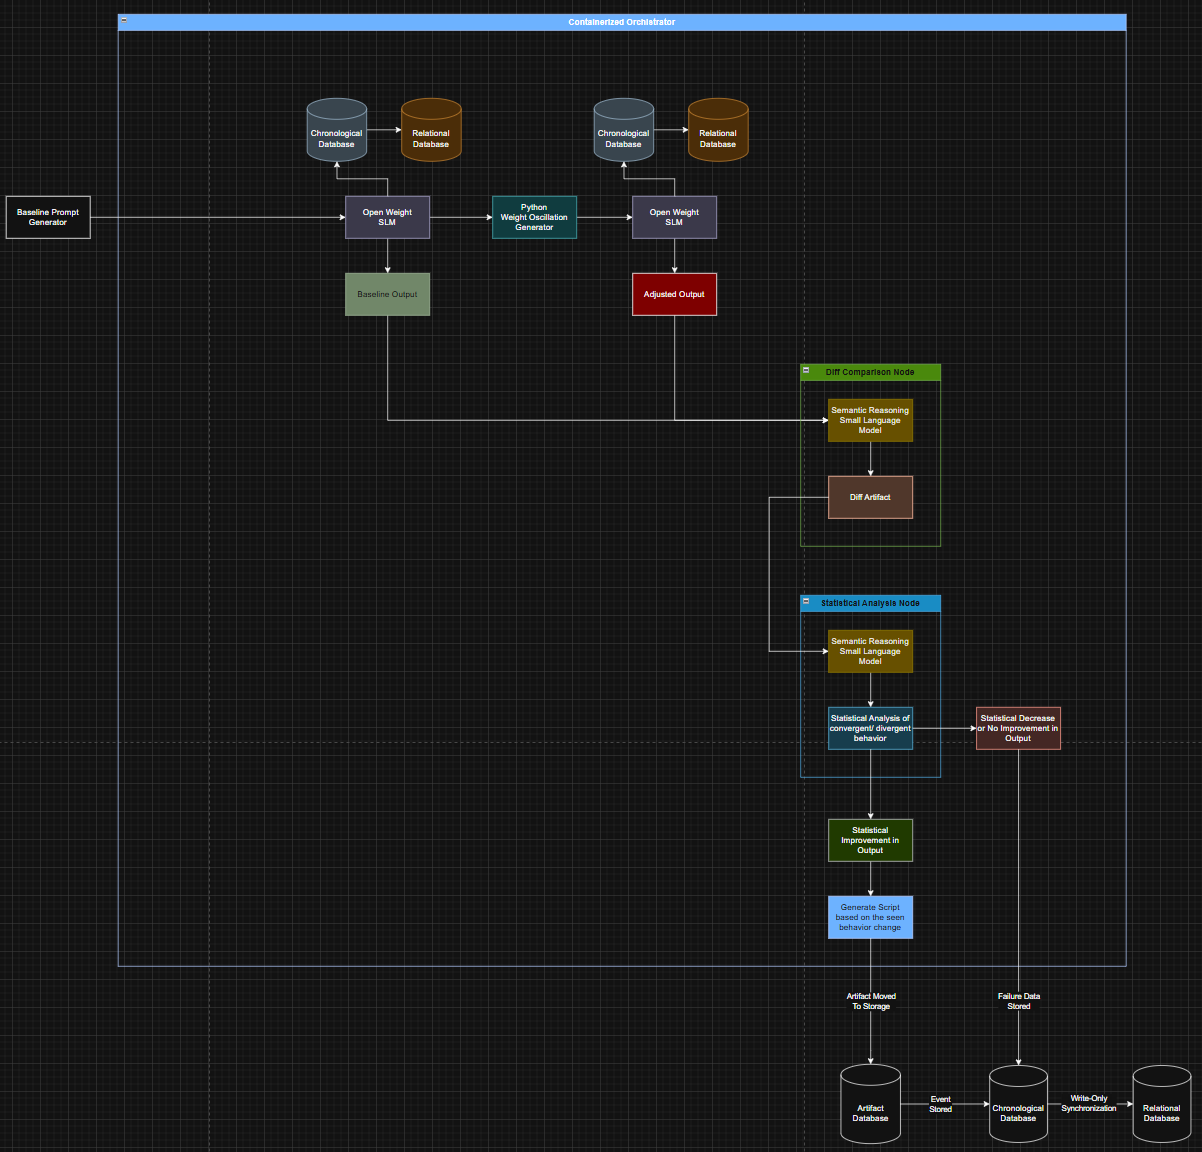 Containerized Orchistrator
Chronological
Database
Relational
Database
Chronological
Database
Relational
Database
Baseline Prompt
Generator
Open Weight
SLM
Python
Weight Oscillation
Generator
Open Weight
SLM
Baseline Output
Adjusted Output
Diff Comparison Node
Semantic Reasoning
Small Language
Model
Diff Artifact
Statistical Analysis Node
Semantic Reasoning
Small Language
Model
Statistical Analysis of
convergent/ divergent
behavior
Statistical Decrease
or No Improvement in
Output
Statistical
Improvement in
Output
Generate Script
based on the seen
behavior change
Artifact Moved
To Storage
Failure Data
Stored
Artifact
Database
Event
Stored
Chronological
Database
Write-Only
Synchronization
Relational
Database